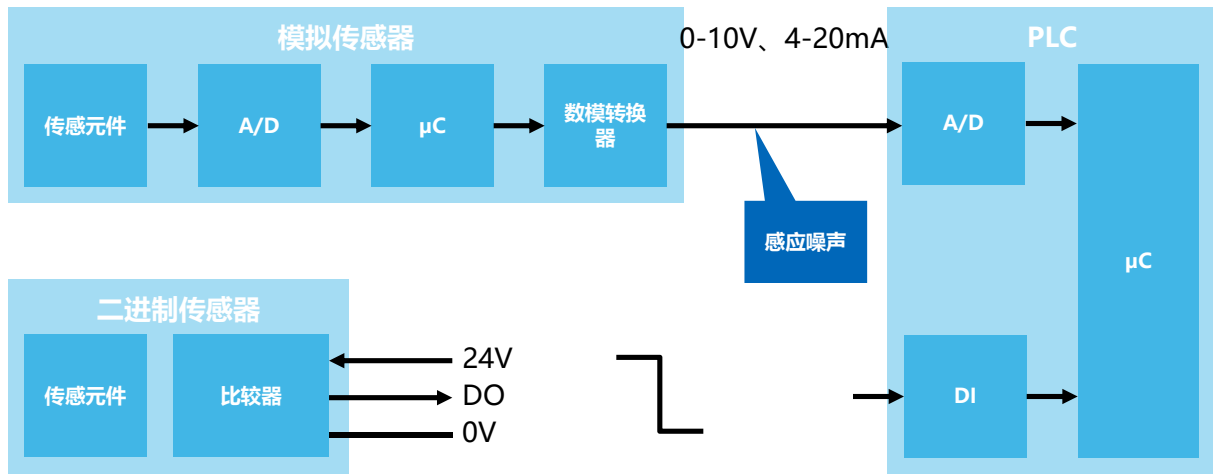 模拟传感器
0-10V、4-20mA
PLC
传感元件
A/D
μC
数模转换
器
A/D
感应噪声
μC
二进制传感器
传感元件
比较器
24V
DO
0V
DI